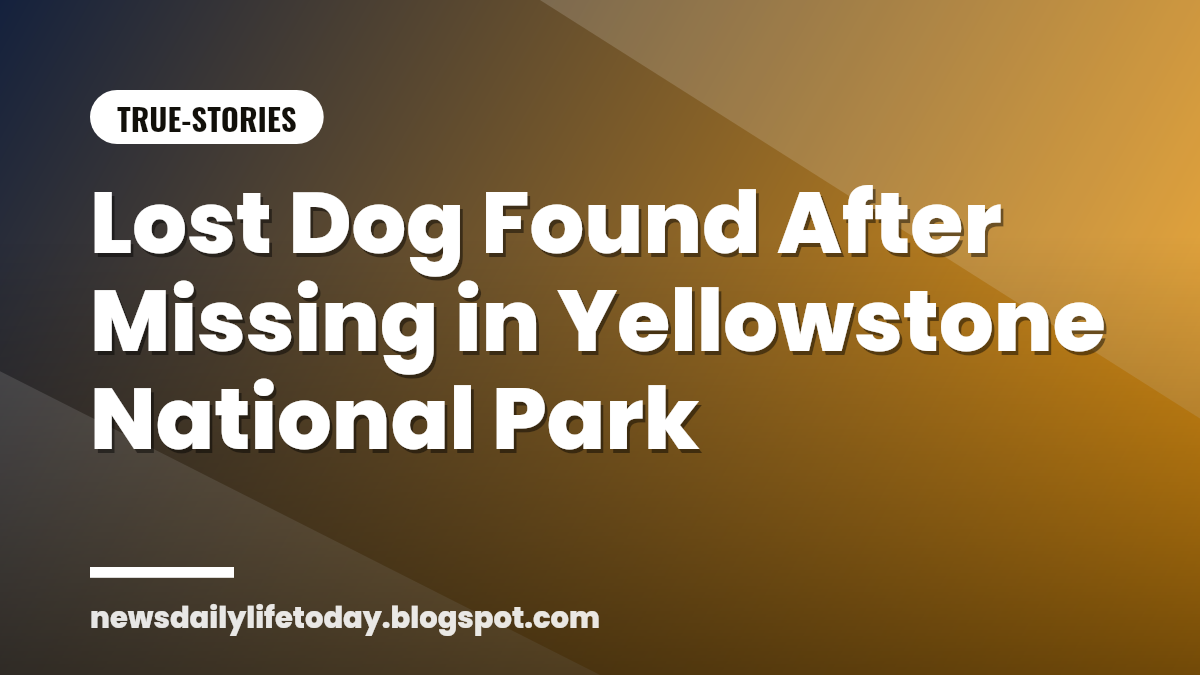 TRUE-STORIES
Lost Dog Found After
Missing in Yellowstone
National Park
newsdailylifetoday.blogspot.com